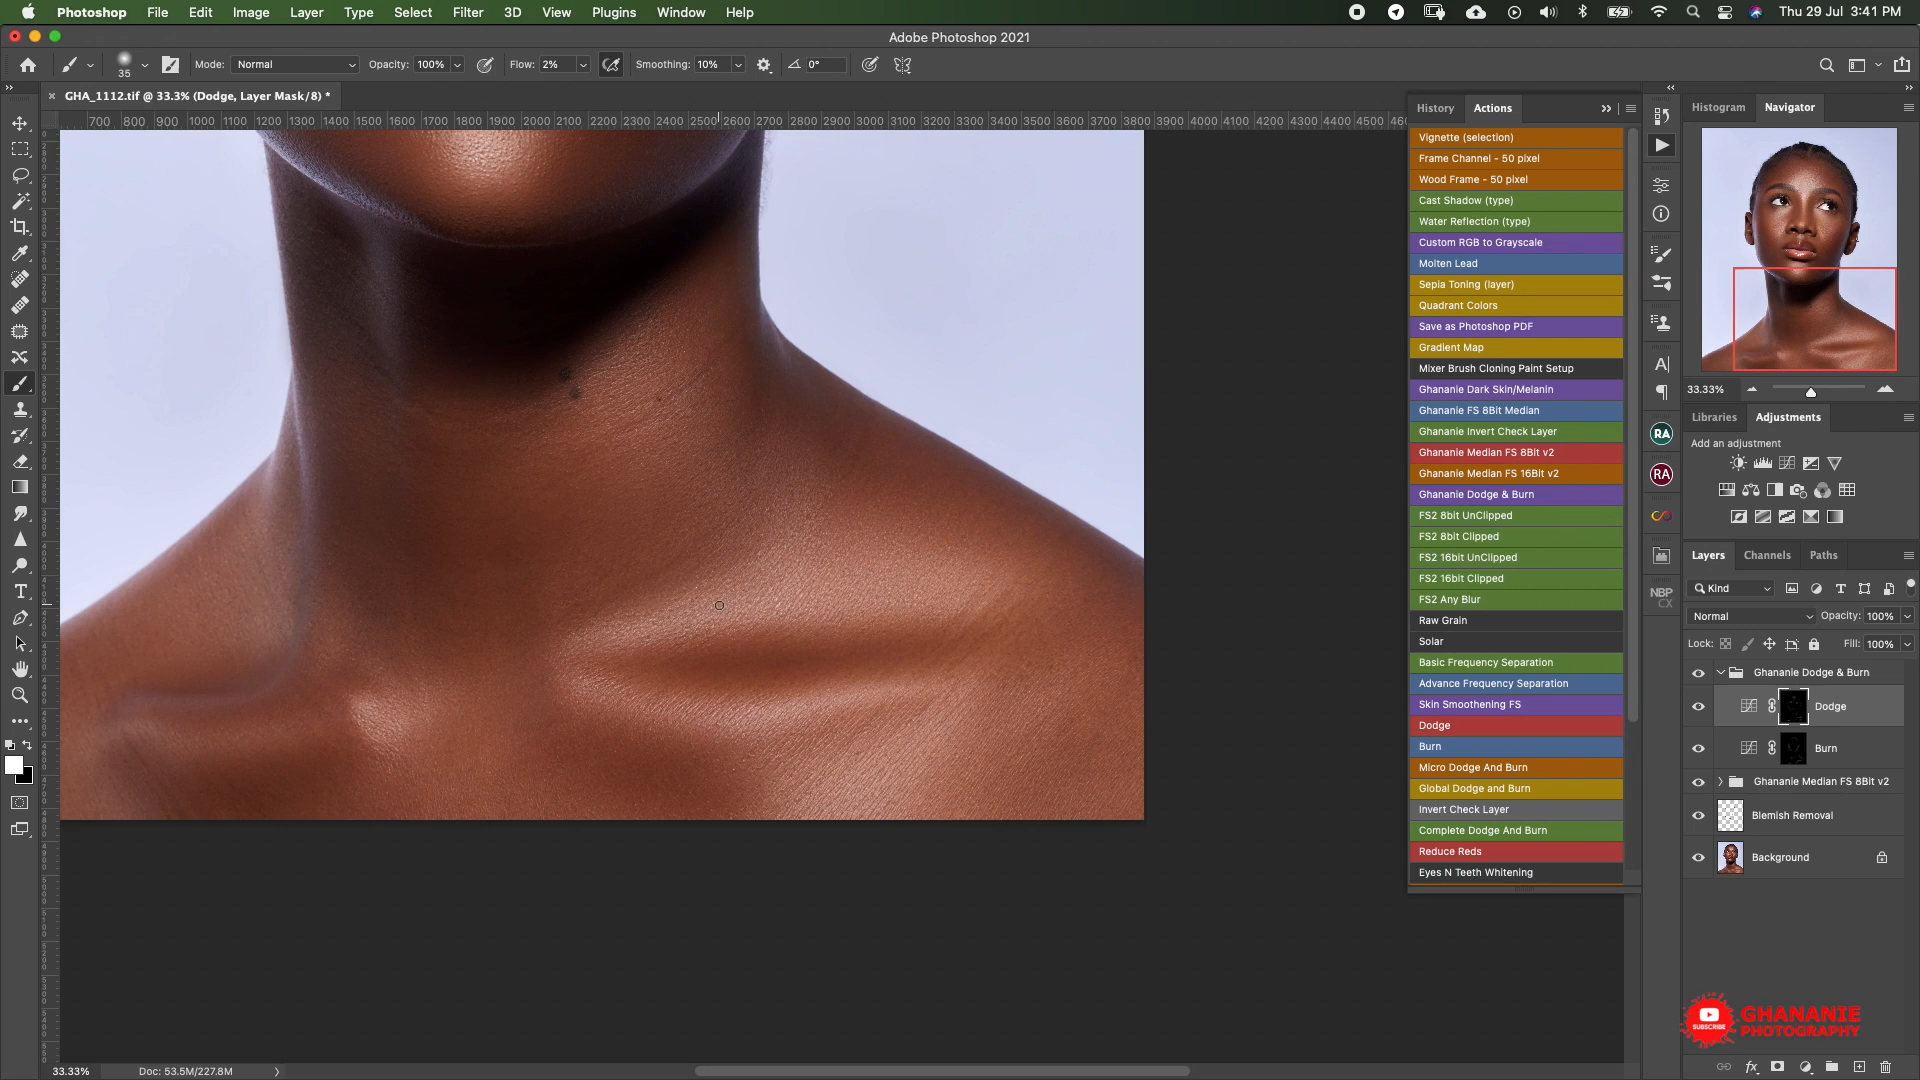 Photoshop File Edit Image Layer Type Select Filter 3D View Plugins Window Help Thu 29 Jul 3:41 PM
Adobe Photoshop 2021
35 Mode: Normal Opacity: 100% Flow: 2% Smoothing: 10% 0°
GHA_1112.tif @ 33.3% (Dodge, Layer Mask/8) *
700 800 900 1000 1100 1200 1300 1400 1500 1600 1700 1800 1900 2000 2100 2200 2300 2400 2500 2600 2700 2800 2900 3000 3100 3200 3300 3400 3500 3600 3700 3800 3900 4000 4100 4200 4300 4400 4500
History Actions
Vignette (selection)
Frame Channel - 50 pixel
Wood Frame - 50 pixel
Cast Shadow (type)
Water Reflection (type)
Custom RGB to Grayscale
Molten Lead
Sepia Toning (layer)
Quadrant Colors
Save as Photoshop PDF
Gradient Map
Mixer Brush Cloning Paint Setup
Ghananie Dark Skin/Melanin
Ghananie FS 8Bit Median
Ghananie Invert Check Layer
Ghananie Median FS 8Bit v2
Ghananie Median FS 16Bit v2
Ghananie Dodge & Burn
FS2 8bit UnClipped
FS2 8bit Clipped
FS2 16bit UnClipped
FS2 16bit Clipped
FS2 Any Blur
Raw Grain
Solar
Basic Frequency Separation
Advance Frequency Separation
Skin Smoothening FS
Dodge
Burn
Micro Dodge And Burn
Global Dodge and Burn
Invert Check Layer
Complete Dodge And Burn
Reduce Reds
Eyes N Teeth Whitening
RA
RA
NBP
CX
Histogram Navigator
33.33%
Libraries Adjustments
Add an adjustment
Layers Channels Paths
Kind
Normal Opacity: 100%
Lock: Fill: 100%
Ghananie Dodge & Burn
Dodge
Burn
Ghananie Median FS 8Bit v2
Blemish Removal
Background
SUBSCRIBE
GHANANIE
PHOTOGRAPHY
33.33% Doc: 53.5M/227.8M